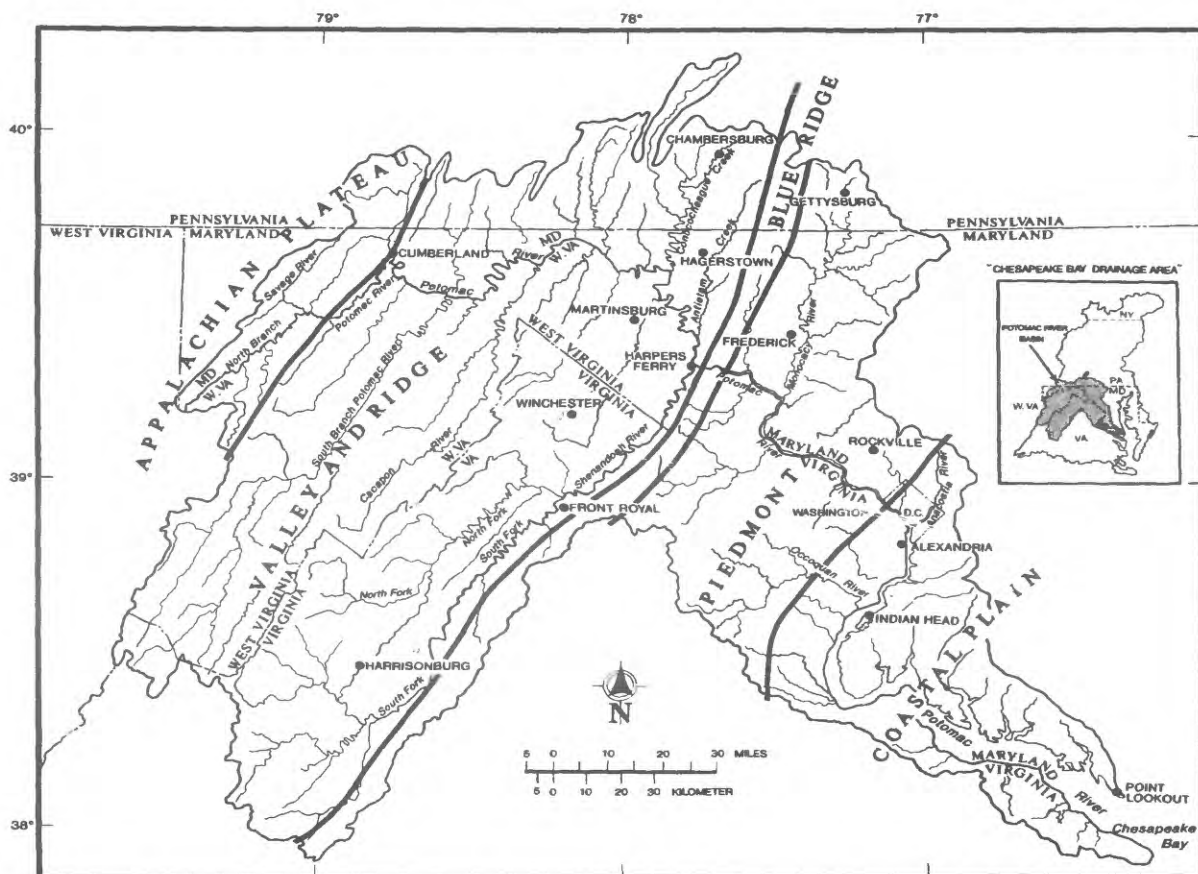 79°
78°
77°
40°
39°
38°
APPALACHIAN PLATEAU
VALLEY AND RIDGE
BLUE RIDGE
PIEDMONT
COASTAL PLAIN
CHAMBERSBURG
Conococheague Creek
GETTYSBURG
PENNSYLVANIA
WEST VIRGINIA
MARYLAND
PENNSYLVANIA
MARYLAND
Savage River
CUMBERLAND
River
MD
W. VA
Antietam
Creek
HAGERSTOWN
Potomac
North Branch
Potomac River
MD
W. VA
MARTINSBURG
WEST VIRGINIA
VIRGINIA
HARPERS
FERRY
FREDERICK
Monocacy
River
Potomac
South Branch Potomac River
WINCHESTER
Cacapon
River
W. VA
VA
Shenandoah River
MARYLAND
VIRGINIA
River
ROCKVILLE
WASHINGTON
D.C.
Anacostia River
ALEXANDRIA
North Fork
South Fork
FRONT ROYAL
Occoquan River
INDIAN HEAD
North Fork
WEST VIRGINIA
VIRGINIA
HARRISONBURG
South Fork
N
5 0 10 15 20 30 MILES
5 0 10 20 30 KILOMETER
Potomac
MARYLAND
VIRGINIA
River
POINT
LOOKOUT
Chesapeake
Bay
"CHESAPEAKE BAY DRAINAGE AREA"
NY
POTOMAC RIVER
BASIN
PA
MD
W. VA
VA.